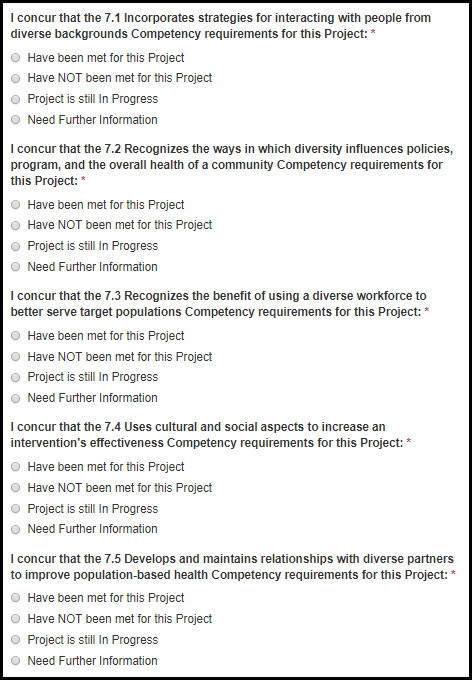 I concur that the 7.1 Incorporates strategies for interacting with people from
diverse backgrounds Competency requirements for this Project: *
Have been met for this Project
Have NOT been met for this Project
Project is still In Progress
Need Further Information
I concur that the 7.2 Recognizes the ways in which diversity influences policies,
program, and the overall health of a community Competency requirements for
this Project: *
Have been met for this Project
Have NOT been met for this Project
Project is still In Progress
Need Further Information
I concur that the 7.3 Recognizes the benefit of using a diverse workforce to
better serve target populations Competency requirements for this Project: *
Have been met for this Project
Have NOT been met for this Project
Project is still In Progress
Need Further Information
I concur that the 7.4 Uses cultural and social aspects to increase an
intervention's effectiveness Competency requirements for this Project: *
Have been met for this Project
Have NOT been met for this Project
Project is still In Progress
Need Further Information
I concur that the 7.5 Develops and maintains relationships with diverse partners
to improve population-based health Competency requirements for this Project: *
Have been met for this Project
Have NOT been met for this Project
Project is still In Progress
Need Further Information